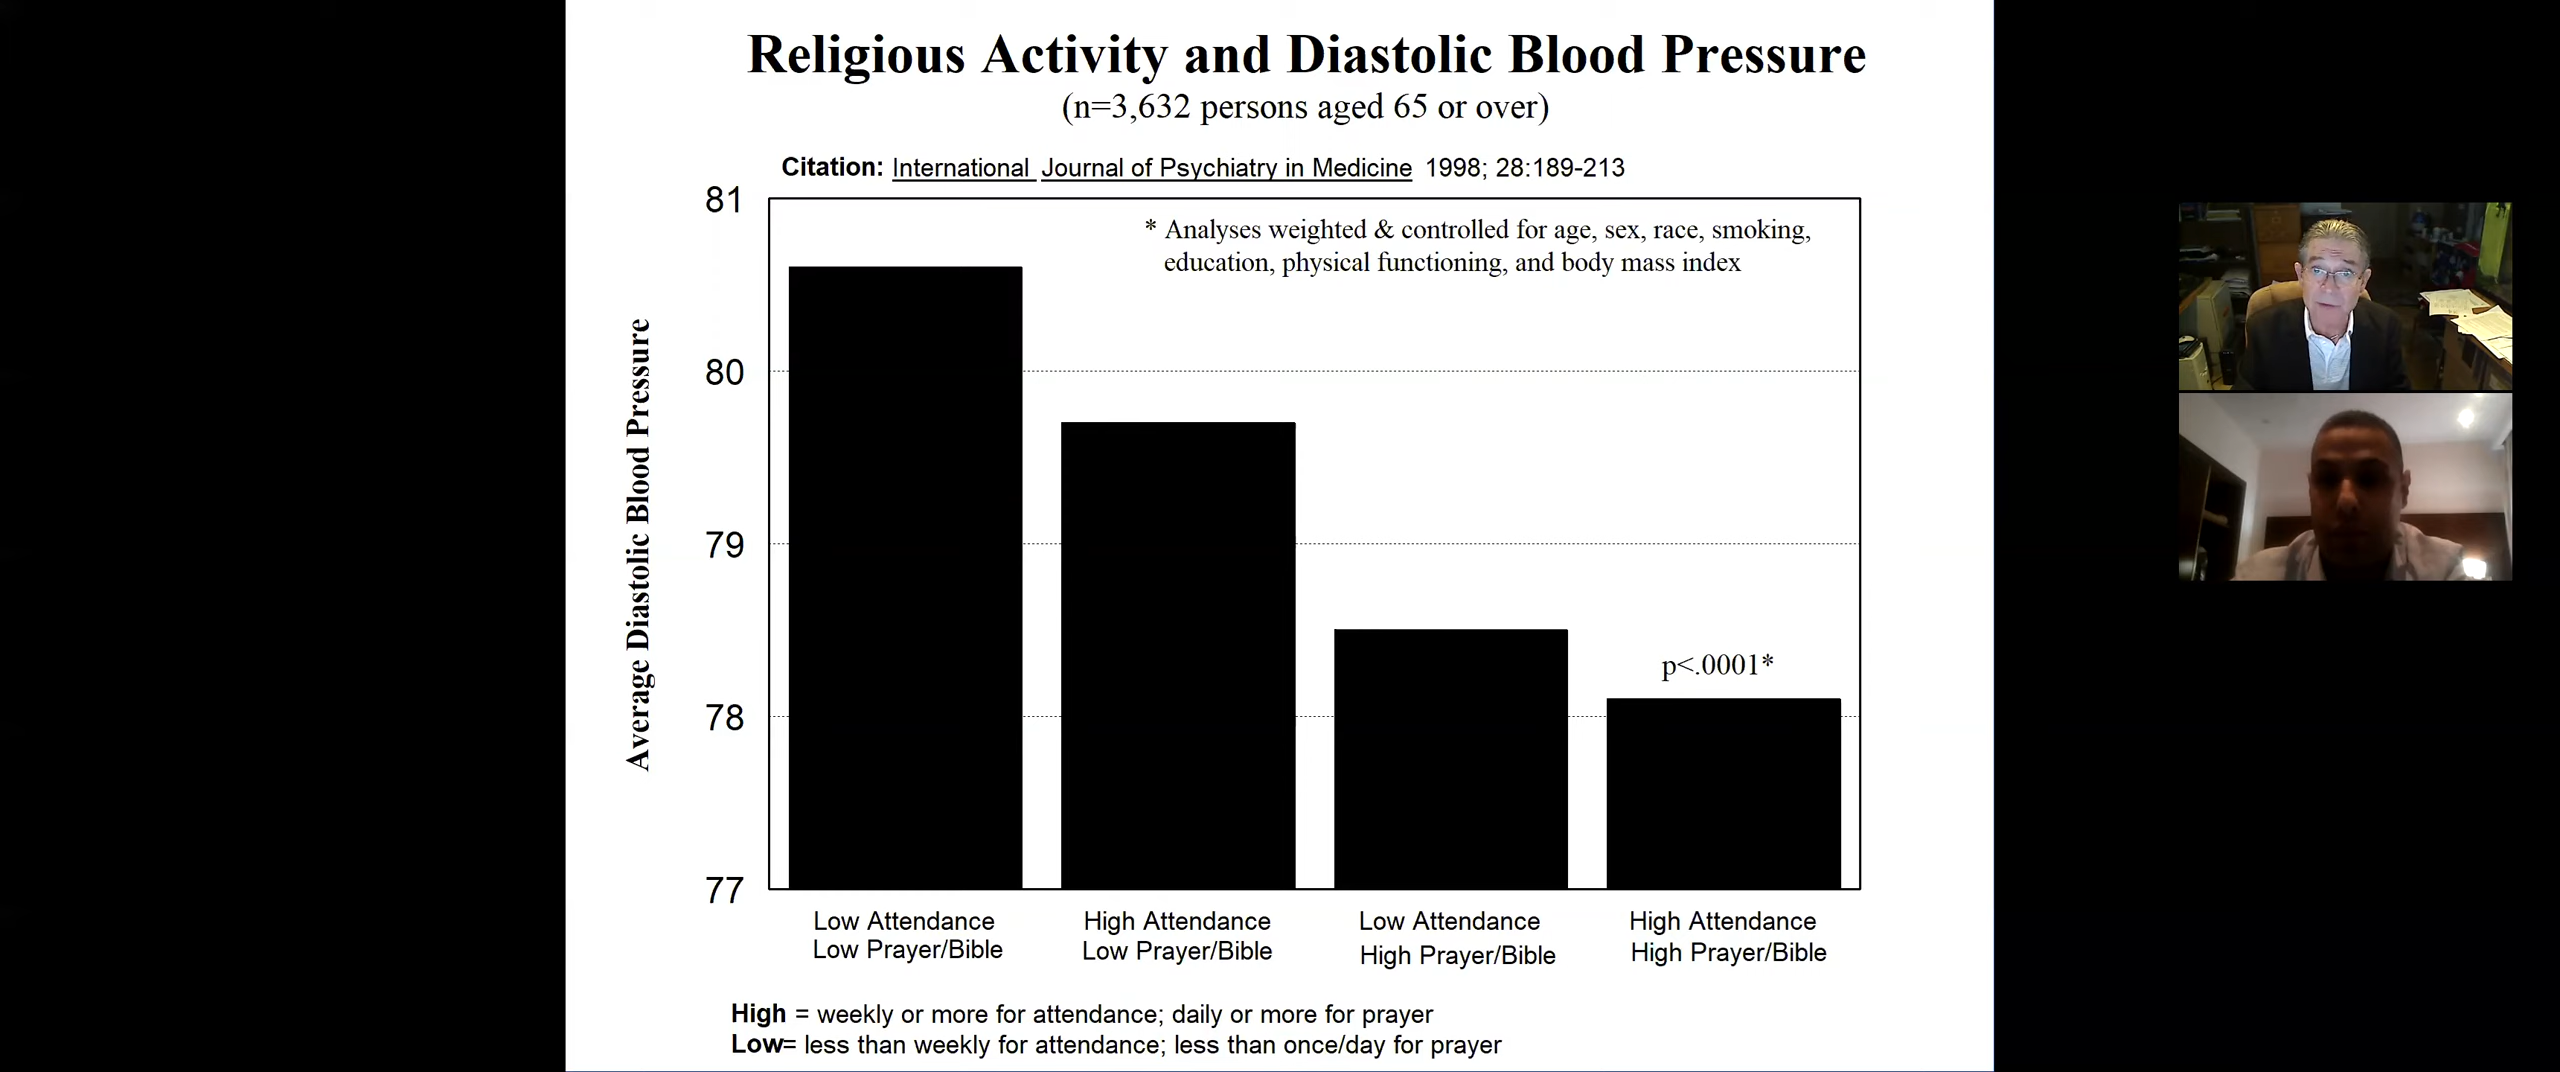 Religious Activity and Diastolic Blood Pressure
(n=3,632 persons aged 65 or over)
Citation: International Journal of Psychiatry in Medicine 1998; 28:189-213
* Analyses weighted & controlled for age, sex, race, smoking,
education, physical functioning, and body mass index
Average Diastolic Blood Pressure
81
80
79
78
77
p<.0001*
Low Attendance
Low Prayer/Bible
High Attendance
Low Prayer/Bible
Low Attendance
High Prayer/Bible
High Attendance
High Prayer/Bible
High = weekly or more for attendance; daily or more for prayer
Low= less than weekly for attendance; less than once/day for prayer